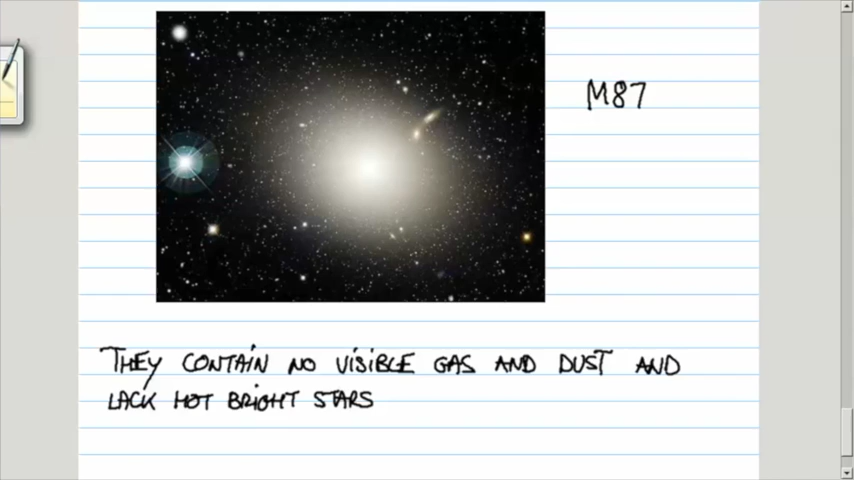 M87
THEY CONTAIN NO VISIBLE GAS AND DUST AND
LACK HOT BRIGHT STARS